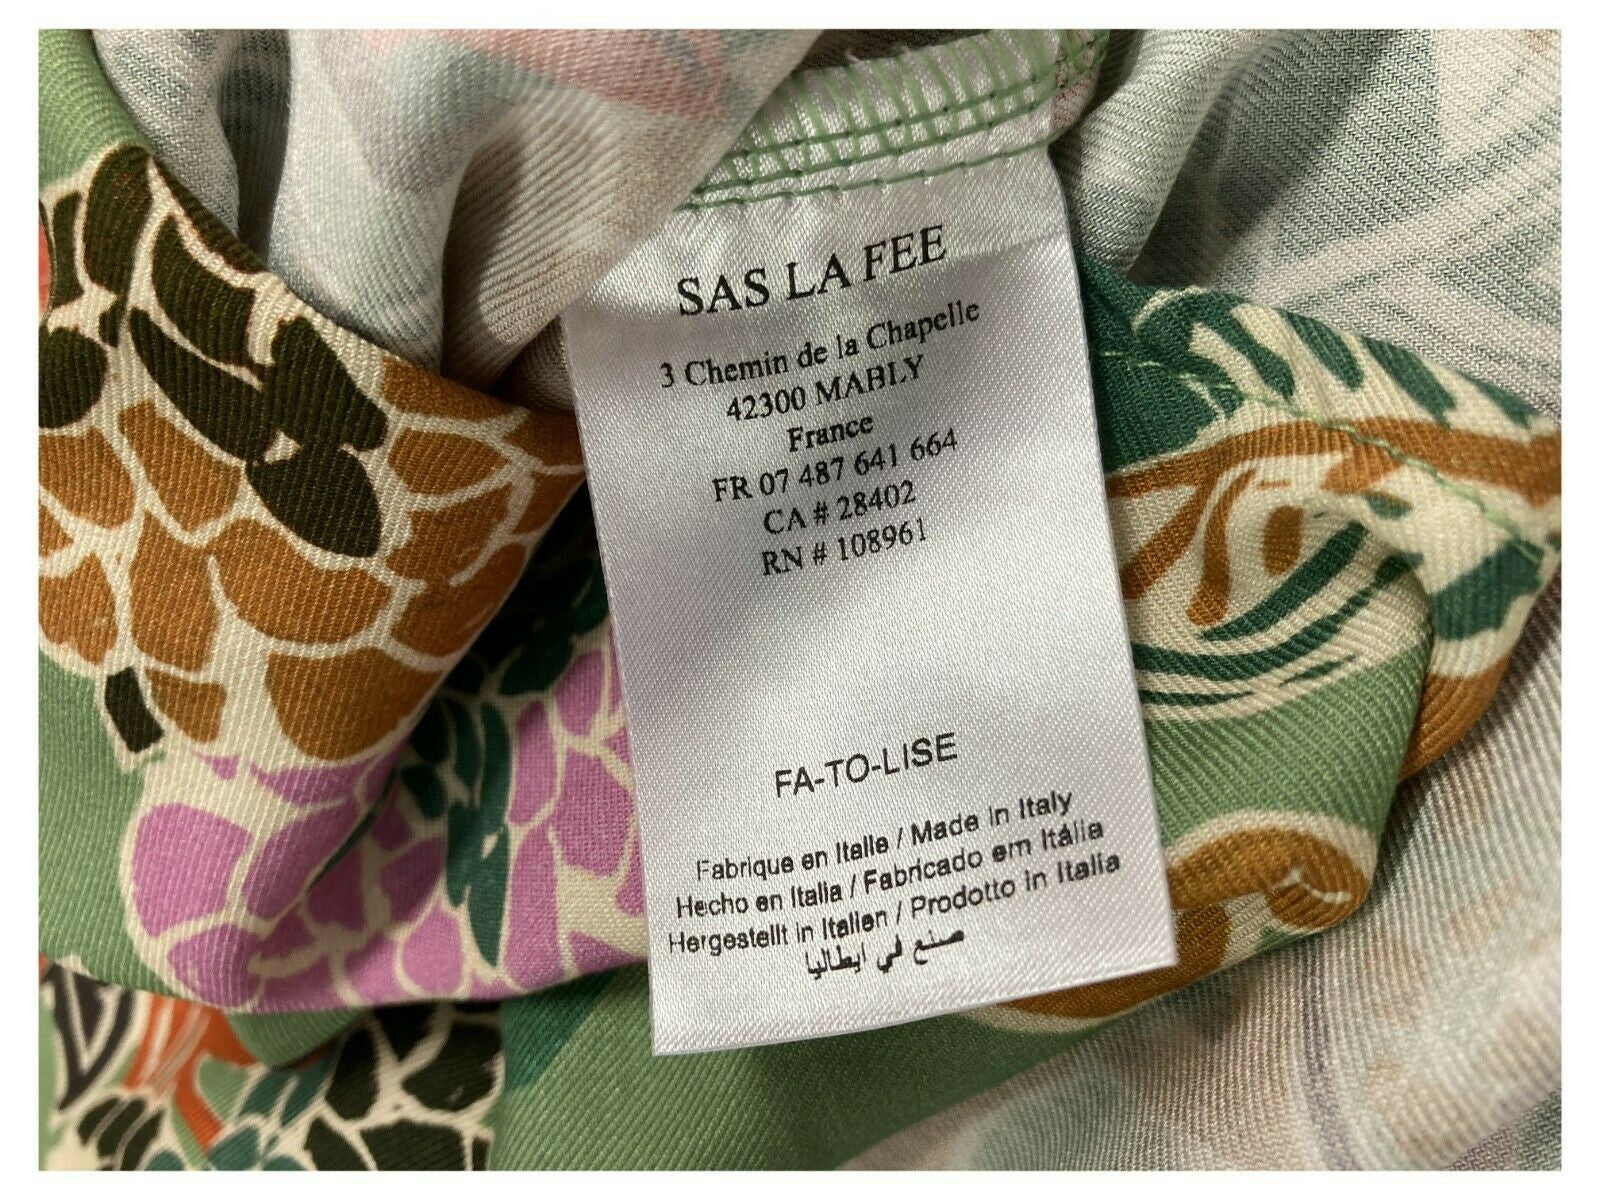 SAS LA FEE
3 Chemin de la Chapelle
42300 MABLY
France
FR 07 487 641 664
CA # 28402
RN # 108961
FA-TO-LISE
Fabrique en Italie / Made in Italy
Hecho en Italia / Fabricado em Itália
Hergestellt in Italien / Prodotto in Italia
صنع في ايطاليا